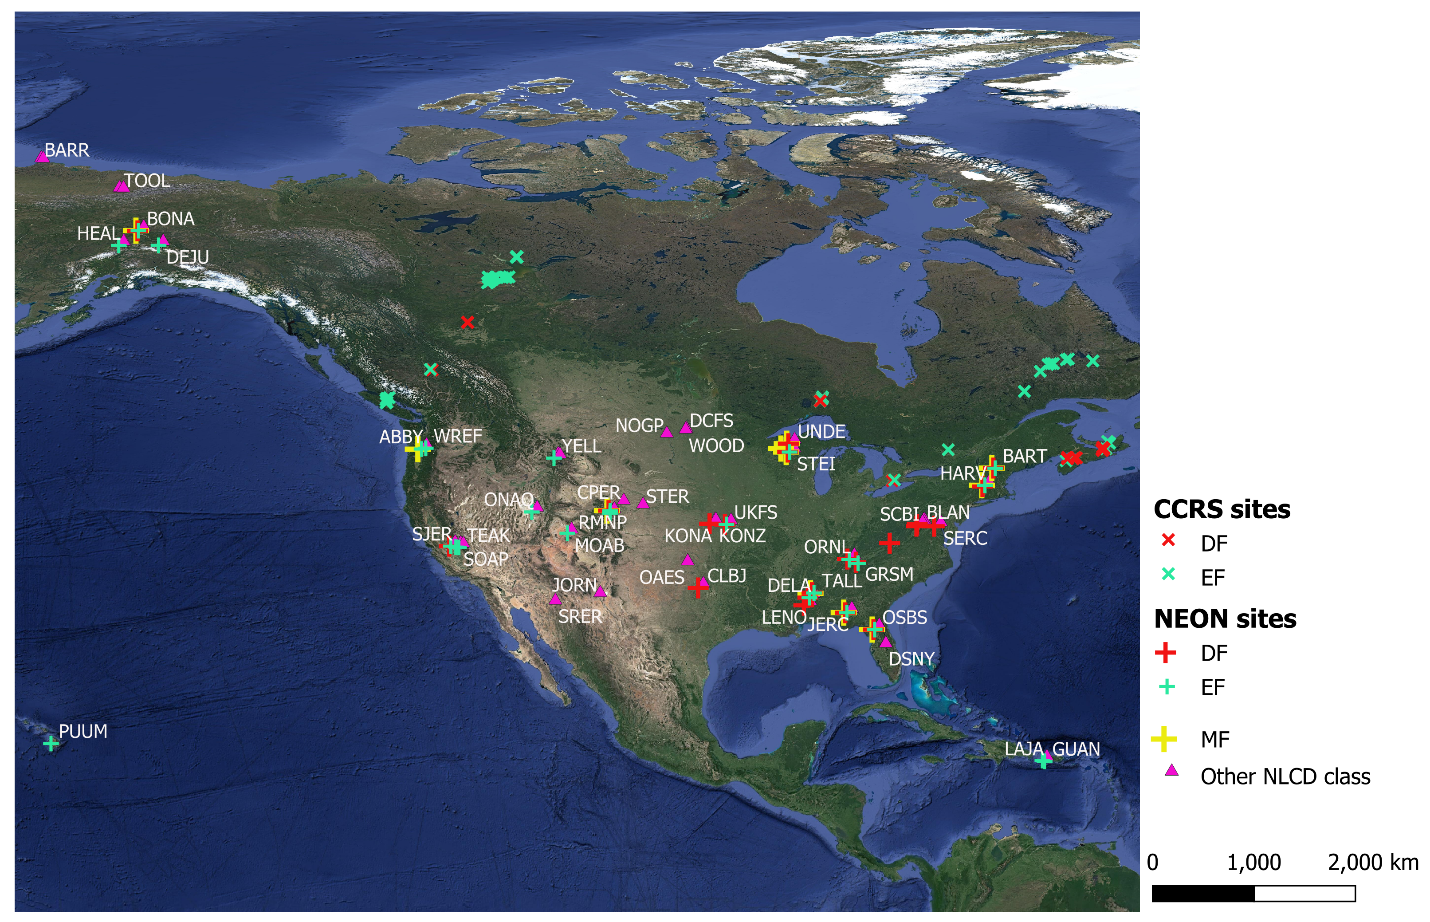 BARR
TOOL
BONA
HEAL
DEJU
ABBY
WREF
YELL
NOGP
DCFS
WOOD
UNDE
STEI
BART
HARV
ONAQ
CPER
STER
RMNP
MOAB
SJER
TEAK
SOAP
UKFS
KONA
KONZ
SCBI
BLAN
SERC
ORNL
GRSM
OAES
CLBJ
JORN
SRER
DELA
TALL
LENO
JERC
OSBS
DSNY
PUUM
LAJA
GUAN
CCRS sites
DF
EF
NEON sites
DF
EF
MF
Other NLCD class
0 1,000 2,000 km